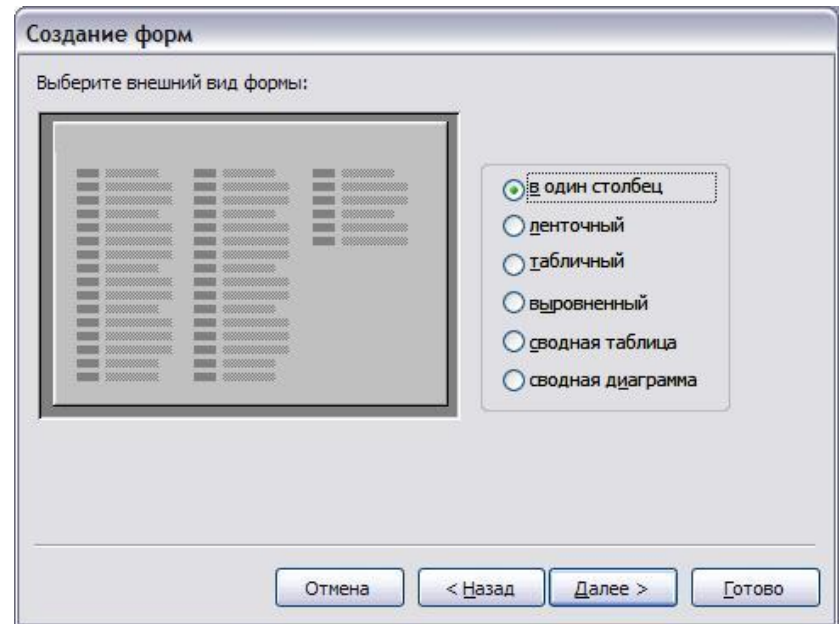 Создание форм
Выберите внешний вид формы:
в один столбец
ленточный
табличный
выровненный
сводная таблица
сводная диаграмма
Отмена
< Назад
Далее >
Готово